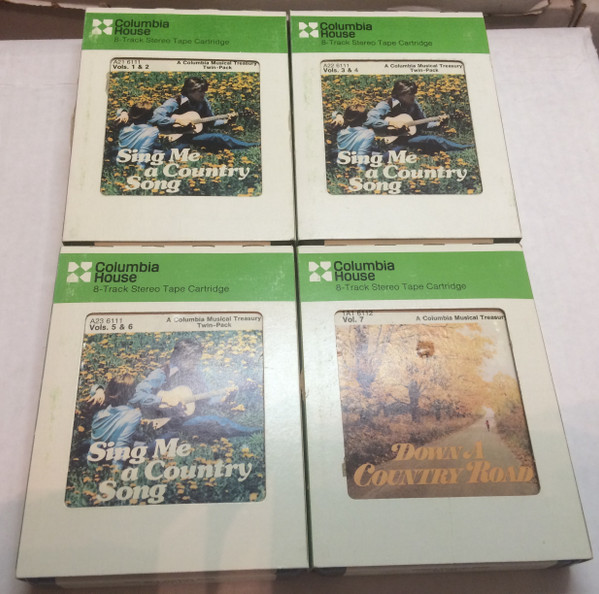 Columbia
House
8-Track Stereo Tape Cartridge
A21 6111
Vols. 1 & 2
A Columbia Musical Treasury
Twin-Pack
Sing Me
a Country
Song
Columbia
House
8-Track Stereo Tape Cartridge
A22 6111
Vols. 3 & 4
A Columbia Musical Treasury
Twin-Pack
Sing Me
a Country
Song
Columbia
House
8-Track Stereo Tape Cartridge
A23 6111
Vols. 5 & 6
A Columbia Musical Treasury
Twin-Pack
Sing Me
a Country
Song
Columbia
House
8-Track Stereo Tape Cartridge
1A1 6112
Vol. 7
A Columbia Musical Treasur
Down A
Country Road